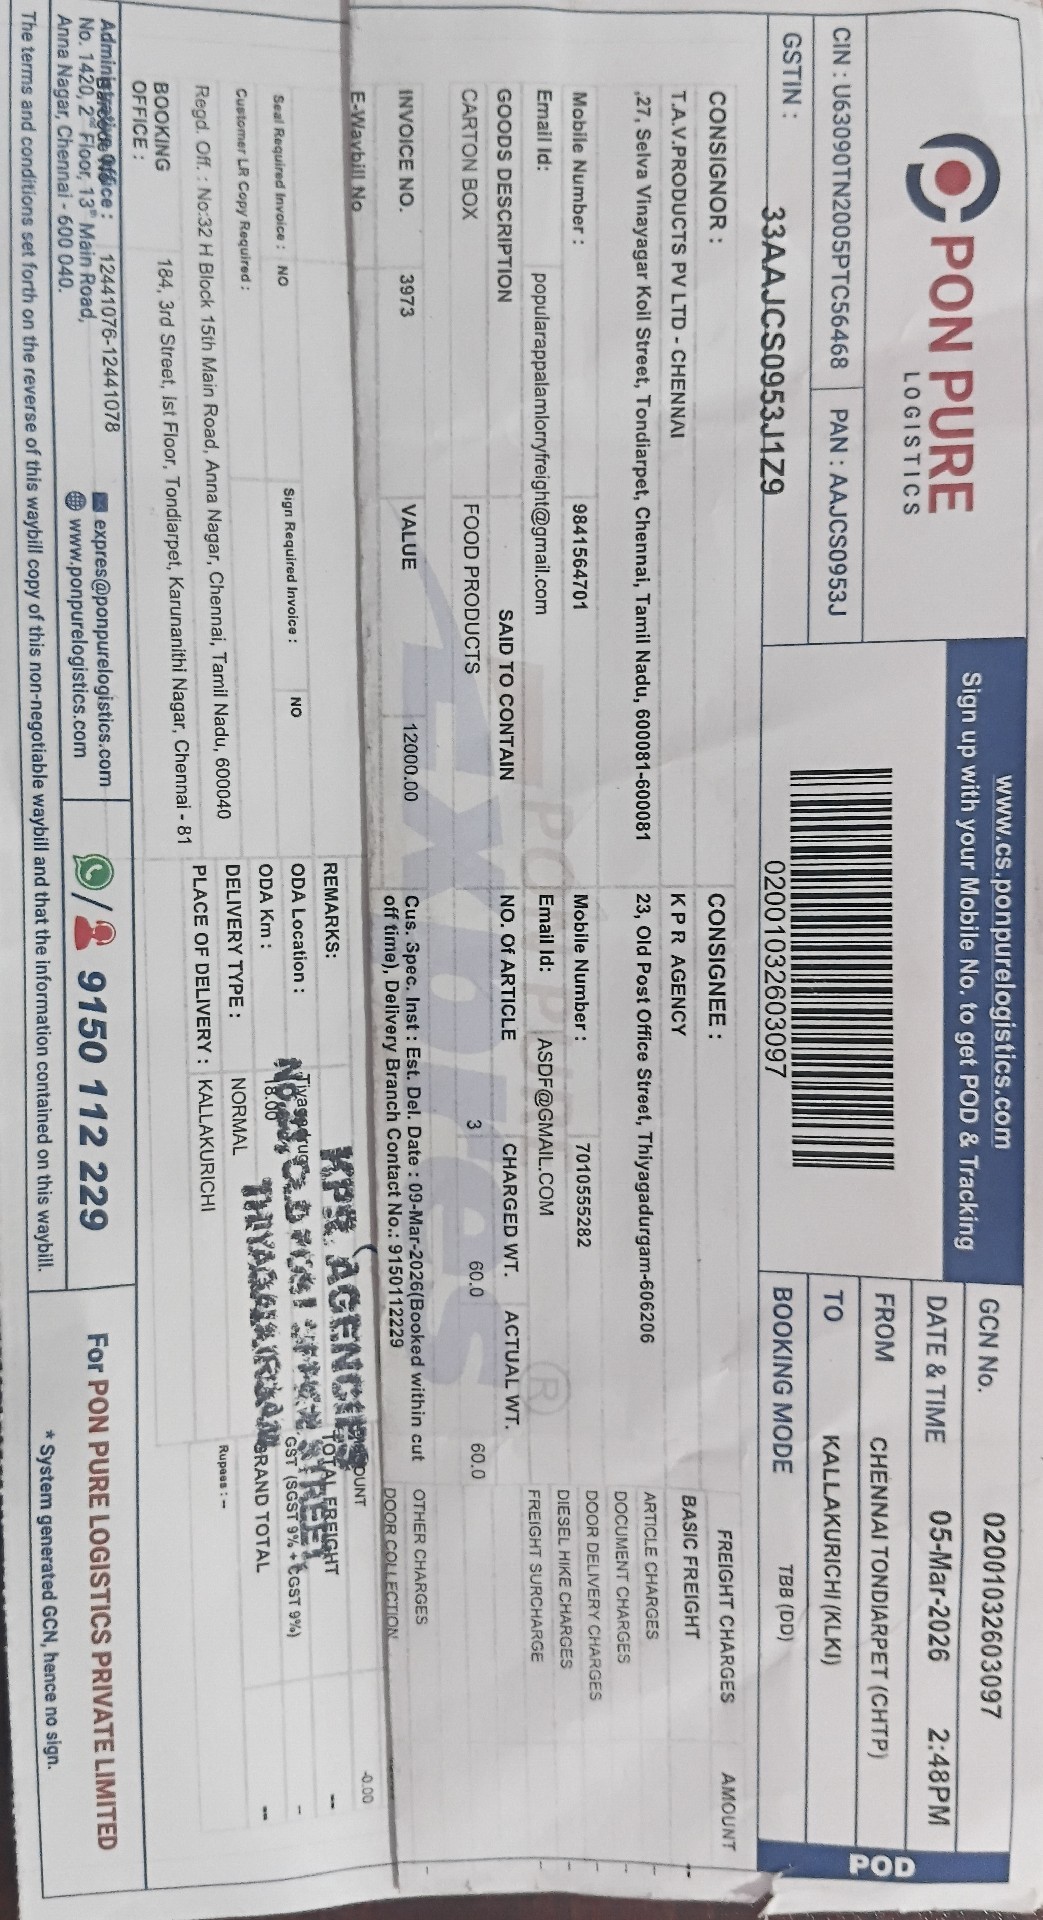 PON PURE
LOGISTICS
www.cs.ponpurelogistics.com
Sign up with your Mobile No. to get POD & Tracking
GCN No. 02001032603097
DATE & TIME 05-Mar-2026 2:48PM
CIN : U63090TN2005PTC56468 PAN : AAJCS0953J
FROM CHENNAI TONDIARPET (CHTP)
TO KALLAKURICHI (KLKI)
GSTIN : 33AAJCS0953J1Z9
02001032603097
BOOKING MODE TBB (DD)
POD
CONSIGNOR :
T.A.V.PRODUCTS PV LTD - CHENNAI
,27, Selva Vinayagar Koil Street, Tondiarpet, Chennai, Tamil Nadu, 600081-600081
Mobile Number : 9841564701
Email Id: popularappalamlorryfreight@gmail.com
CONSIGNEE :
K P R AGENCY
23, Old Post Office Street, Thiyagadurgam-606206
Mobile Number : 7010555282
Email Id: ASDF@GMAIL.COM
FREIGHT CHARGES AMOUNT
BASIC FREIGHT --
ARTICLE CHARGES –
DOCUMENT CHARGES –
DOOR DELIVERY CHARGES –
DIESEL HIKE CHARGES –
FREIGHT SURCHARGE –
GOODS DESCRIPTION SAID TO CONTAIN NO. Of ARTICLE CHARGED WT. ACTUAL WT.
CARTON BOX FOOD PRODUCTS 3 60.0 60.0
INVOICE NO. 3973 VALUE 12000.00
Cus. Spec. Inst : Est. Del. Date : 09-Mar-2026(Booked within cut
off time), Delivery Branch Contact No.: 9150112229
OTHER CHARGES –
DOOR COLLECTION
E-Waybill No
-0.00
Expres
®
Seal Required Invoice : NO Sign Required Invoice : NO
Customer LR Copy Required :
REMARKS:
ODA Location :
ODA Km : 18.00
DELIVERY TYPE : NORMAL
PLACE OF DELIVERY : KALLAKURICHI
KPR AGENCIES
TOTAL FREIGHT --
GST (SGST 9% + CGST 9%) –
GRAND TOTAL --
Rupees : –
Regd. Off. : No:32 H Block 15th Main Road, Anna Nagar, Chennai, Tamil Nadu, 600040
BOOKING 184, 3rd Street, Ist Floor, Tondiarpet, Karunanithi Nagar, Chennai - 81
OFFICE :
Administrative Office : 12441076-12441078
No. 1420, 2nd Floor, 13th Main Road,
Anna Nagar, Chennai - 600 040.
expres@ponpurelogistics.com
www.ponpurelogistics.com
/ 9150 112 229
For PON PURE LOGISTICS PRIVATE LIMITED
The terms and conditions set forth on the reverse of this waybill copy of this non-negotiable waybill and that the information contained on this waybill.
* System generated GCN, hence no sign.